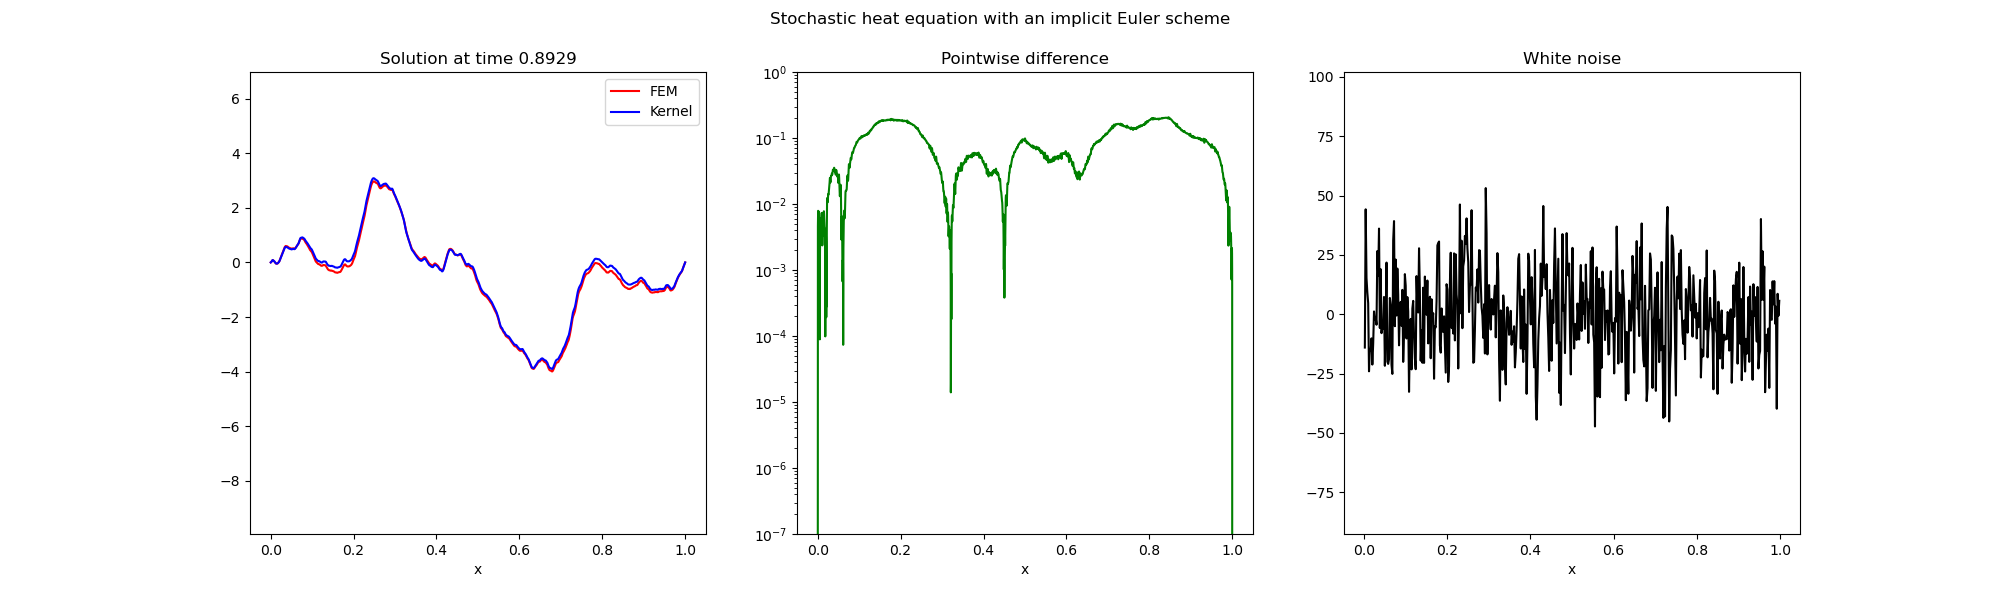 Stochastic heat equation with an implicit Euler scheme
Solution at time 0.8929
FEM
Kernel
6
4
2
0
−2
−4
−6
−8
0.0 0.2 0.4 0.6 0.8 1.0
x
Pointwise difference
10⁰
10⁻¹
10⁻²
10⁻³
10⁻⁴
10⁻⁵
10⁻⁶
10⁻⁷
0.0 0.2 0.4 0.6 0.8 1.0
x
White noise
100
75
50
25
0
−25
−50
−75
0.0 0.2 0.4 0.6 0.8 1.0
x